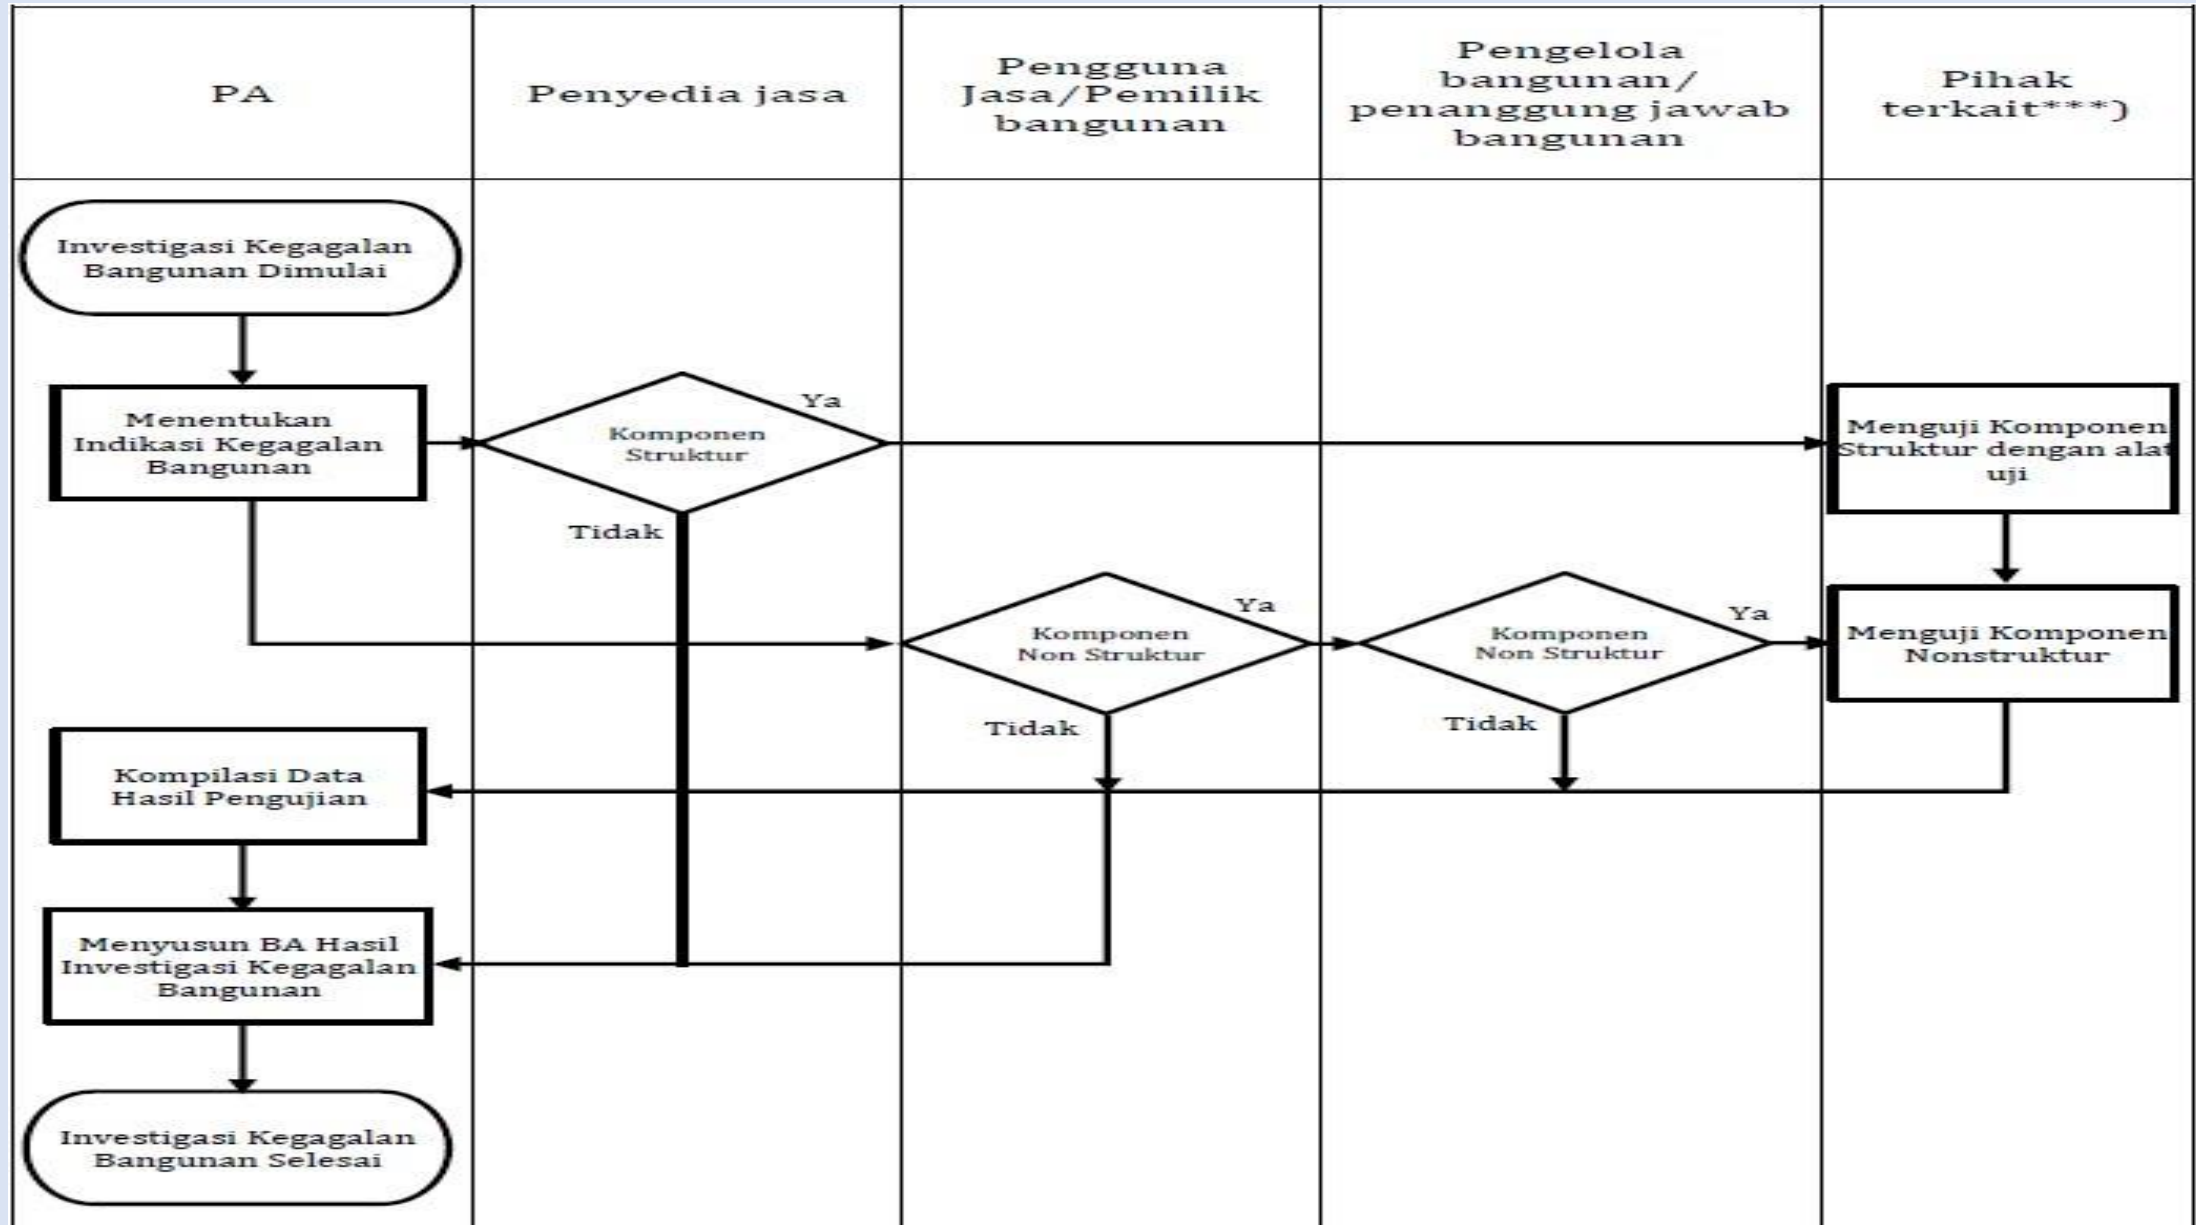 PA
Penyedia jasa
Pengguna
Jasa/Pemilik
bangunan
Pengelola
bangunan/
penanggung jawab
bangunan
Pihak
terkait***)
Investigasi Kegagalan
Bangunan Dimulai
Menentukan
Indikasi Kegagalan
Bangunan
Komponen
Struktur
Ya
Tidak
Menguji Komponen
Struktur dengan alat
uji
Komponen
Non Struktur
Ya
Tidak
Komponen
Non Struktur
Ya
Tidak
Menguji Komponen
Nonstruktur
Kompilasi Data
Hasil Pengujian
Menyusun BA Hasil
Investigasi Kegagalan
Bangunan
Investigasi Kegagalan
Bangunan Selesai